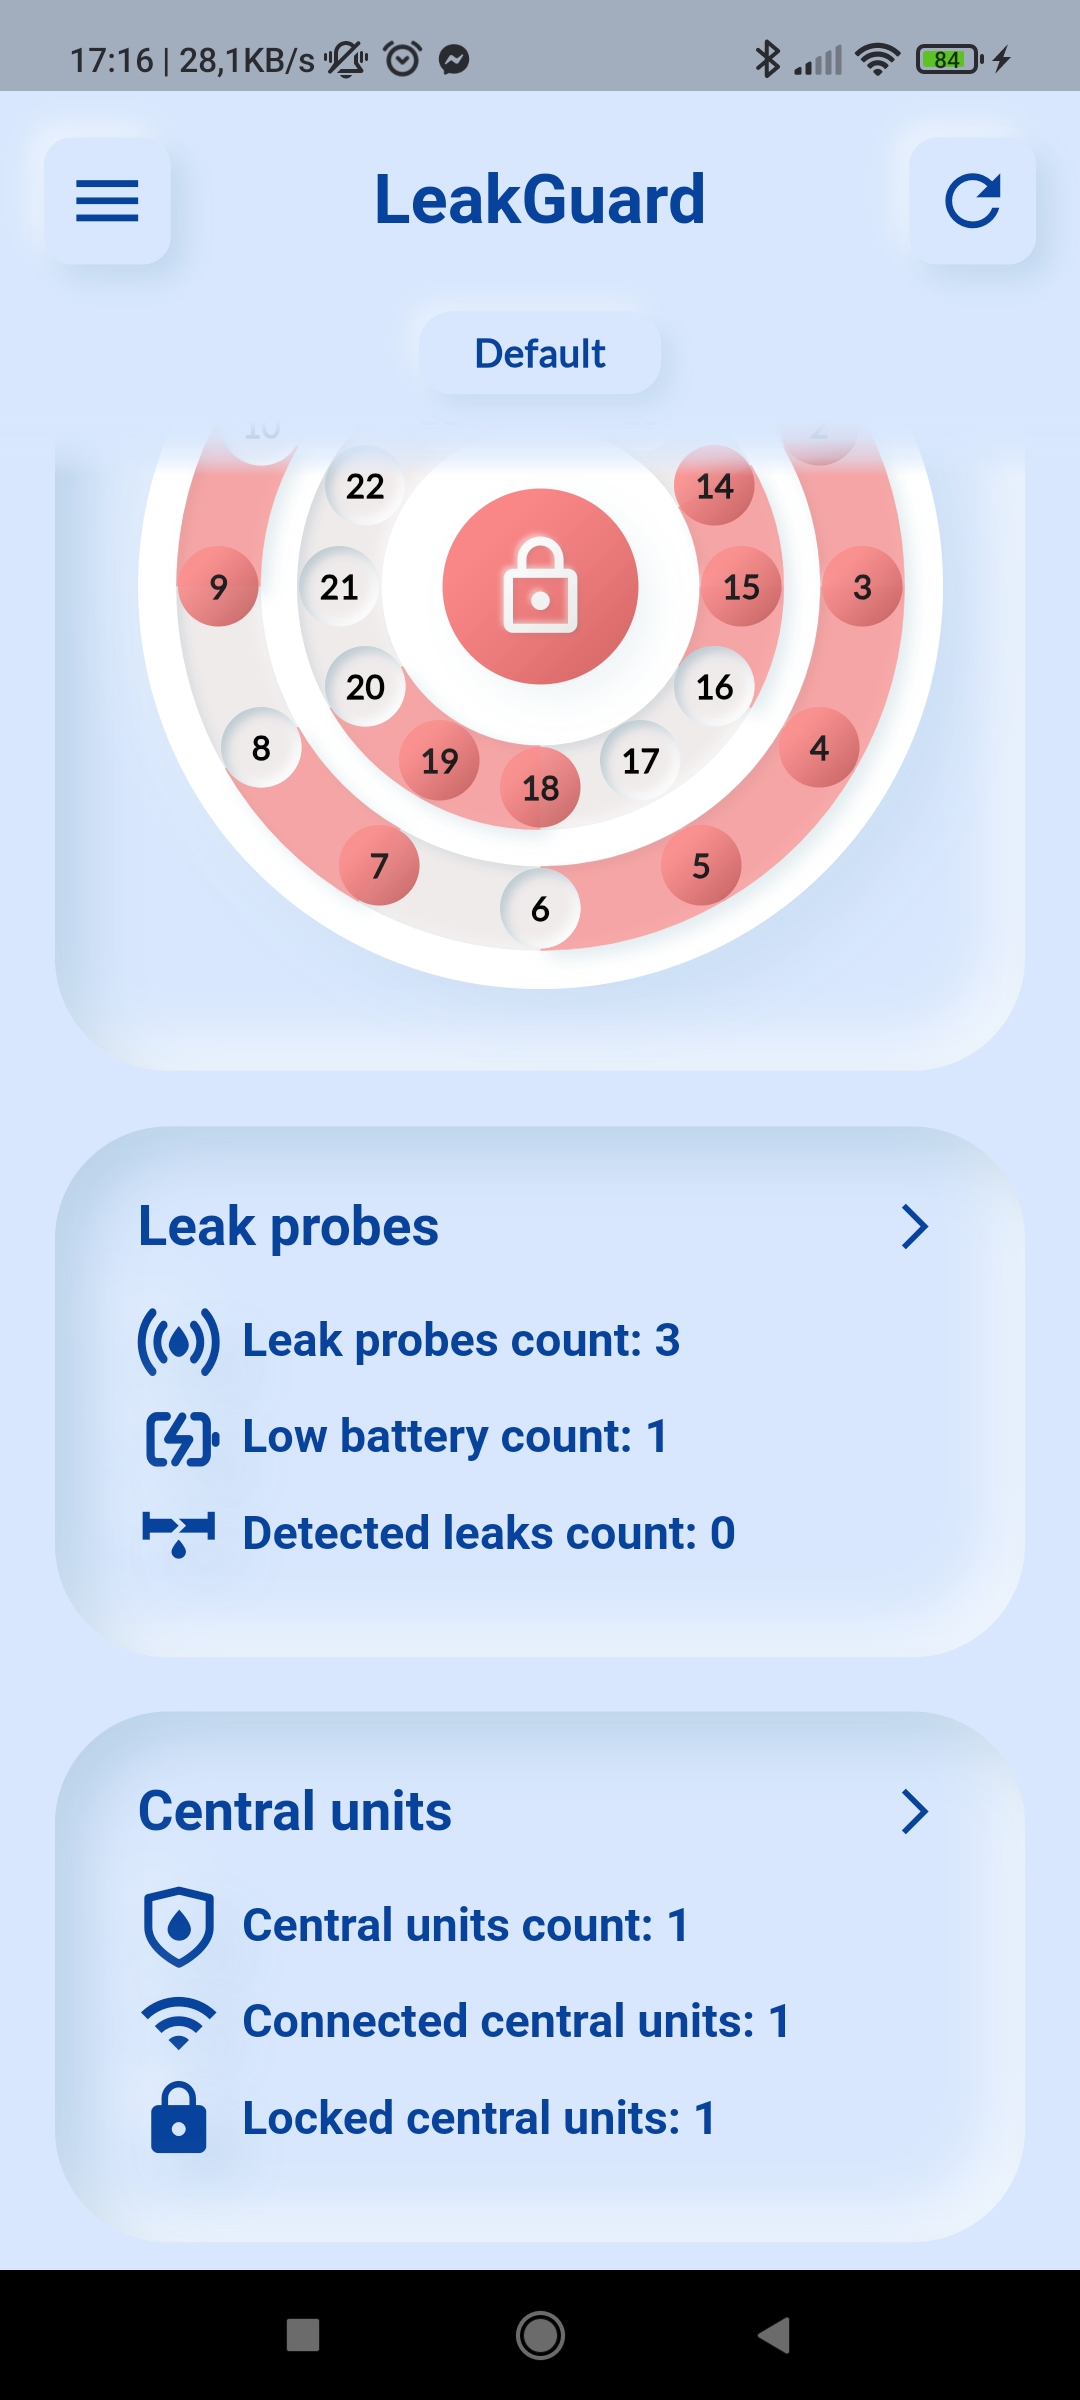 17:16 | 28,1KB/s
84
LeakGuard
Default
10 2
22 14
9 21 15 3
20 16
8 19 17 4
18
7 5
6
Leak probes
Leak probes count: 3
Low battery count: 1
Detected leaks count: 0
Central units
Central units count: 1
Connected central units: 1
Locked central units: 1